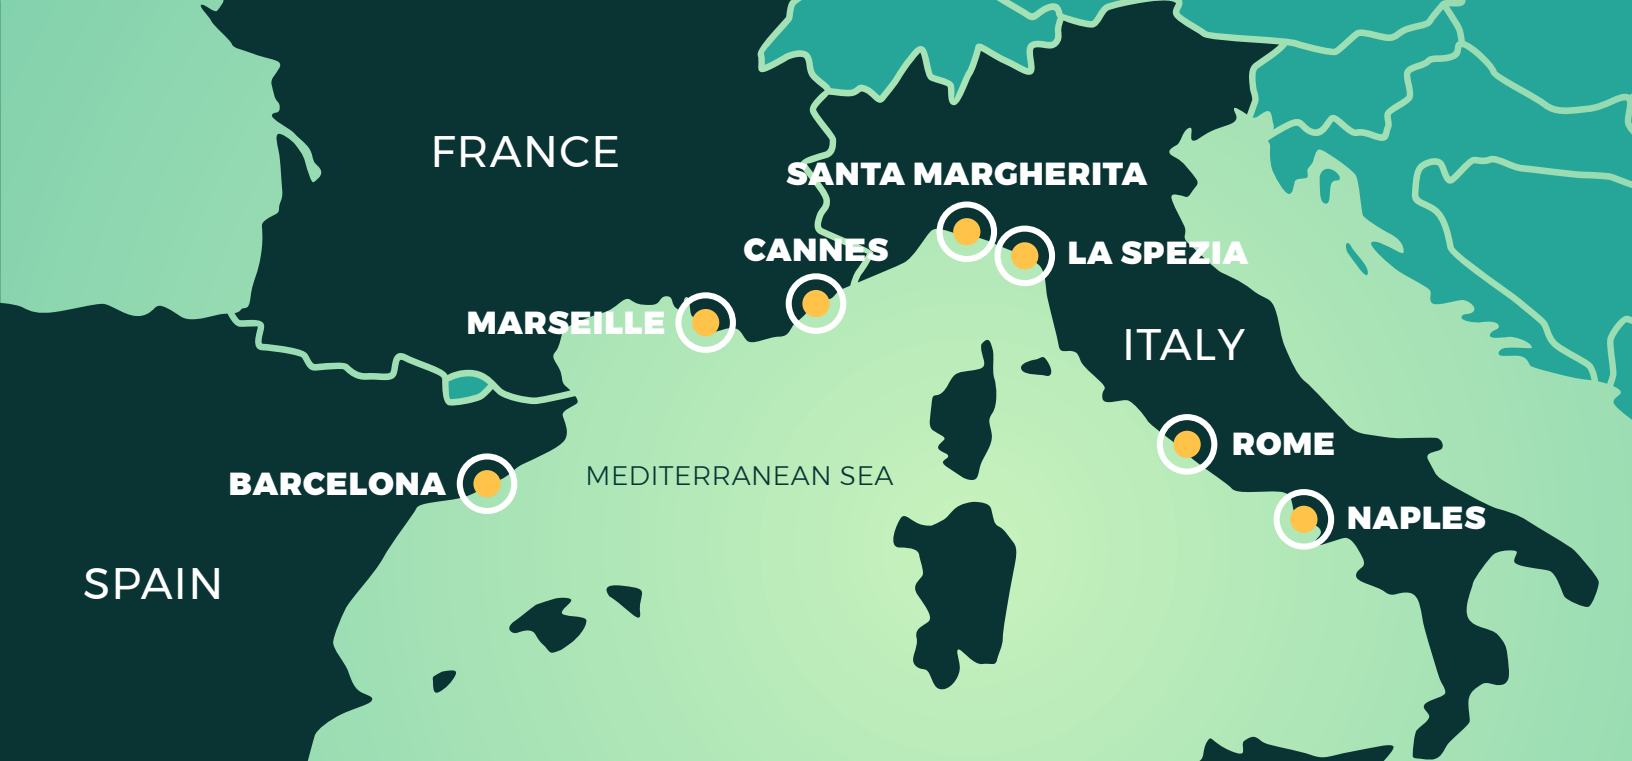 FRANCE
SANTA MARGHERITA
CANNES
LA SPEZIA
MARSEILLE
ITALY
ROME
BARCELONA
MEDITERRANEAN SEA
NAPLES
SPAIN